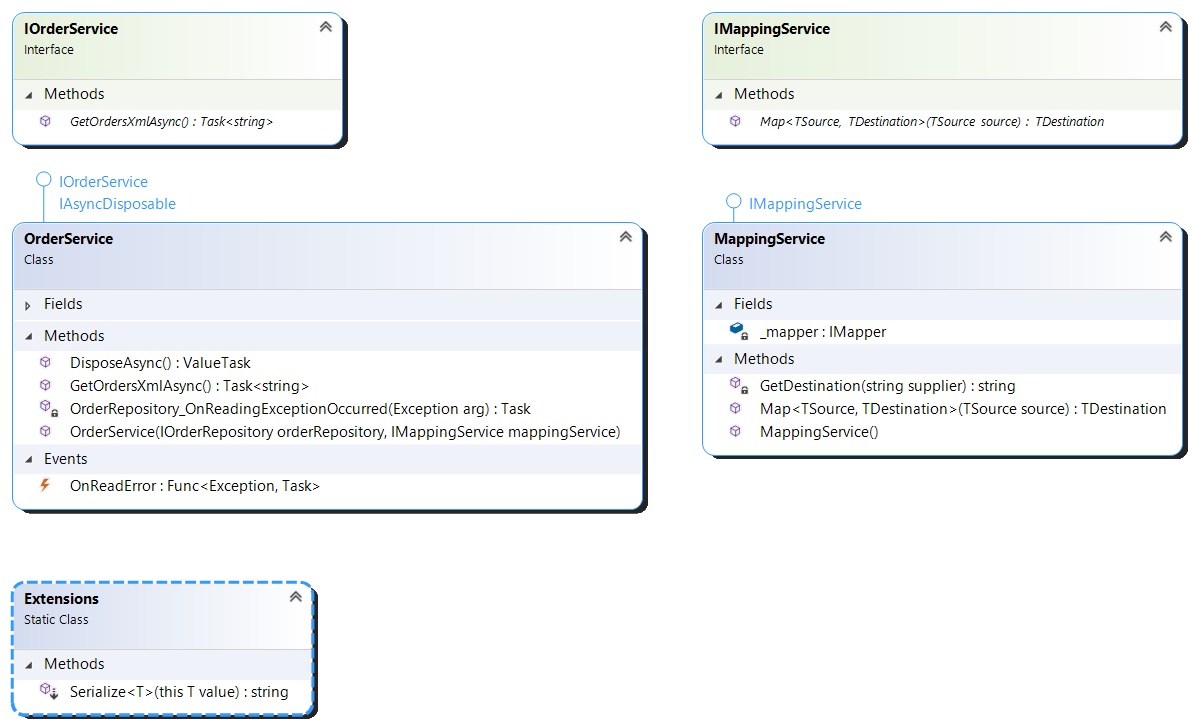 IOrderService
Interface
Methods
GetOrdersXmlAsync() : Task<string>
IMappingService
Interface
Methods
Map<TSource, TDestination>(TSource source) : TDestination
IOrderService
IAsyncDisposable
OrderService
Class
Fields
Methods
DisposeAsync() : ValueTask
GetOrdersXmlAsync() : Task<string>
OrderRepository_OnReadingExceptionOccurred(Exception arg) : Task
OrderService(IOrderRepository orderRepository, IMappingService mappingService)
Events
OnReadError : Func<Exception, Task>
IMappingService
MappingService
Class
Fields
_mapper : IMapper
Methods
GetDestination(string supplier) : string
Map<TSource, TDestination>(TSource source) : TDestination
MappingService()
Extensions
Static Class
Methods
Serialize<T>(this T value) : string